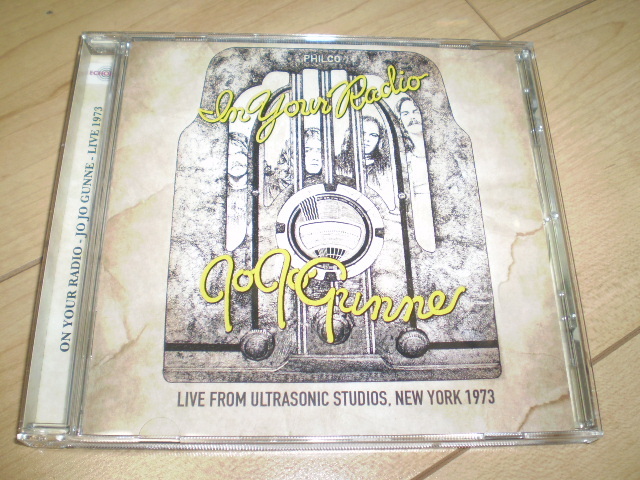 PHILCO
In Your Radio
Jo Jo Gunne
LIVE FROM ULTRASONIC STUDIOS, NEW YORK 1973
ON YOUR RADIO - JO JO GUNNE - LIVE 1973